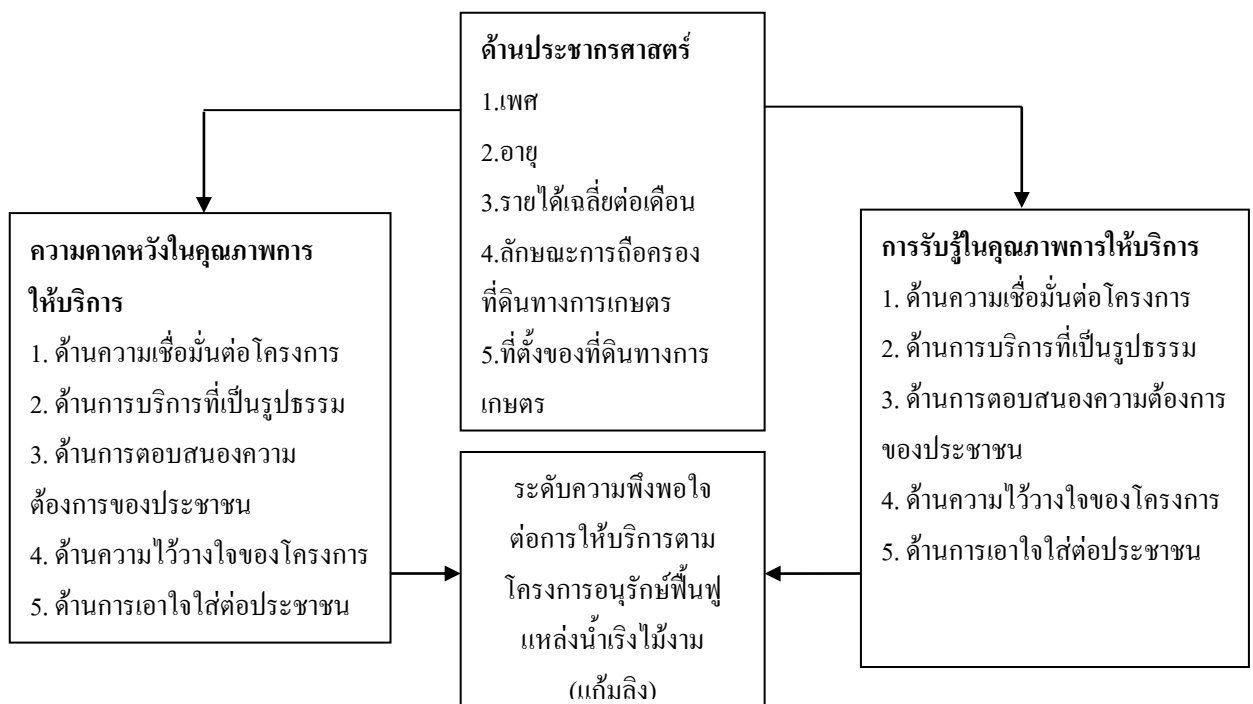 ด้านประชากรศาสตร์
1.เพศ
2.อายุ
3.รายได้เฉลี่ยต่อเดือน
4.ลักษณะการถือครอง
ที่ดินทางการเกษตร
5.ที่ตั้งของที่ดินทางการ
เกษตร
ความคาดหวังในคุณภาพการ
ให้บริการ
1. ด้านความเชื่อมั่นต่อโครงการ
2. ด้านการบริการที่เป็นรูปธรรม
3. ด้านการตอบสนองความ
ต้องการของประชาชน
4. ด้านความไว้วางใจของโครงการ
5. ด้านการเอาใจใส่ต่อประชาชน
การรับรู้ในคุณภาพการให้บริการ
1. ด้านความเชื่อมั่นต่อโครงการ
2. ด้านการบริการที่เป็นรูปธรรม
3. ด้านการตอบสนองความต้องการ
ของประชาชน
4. ด้านความไว้วางใจของโครงการ
5. ด้านการเอาใจใส่ต่อประชาชน
ระดับความพึงพอใจ
ต่อการให้บริการตาม
โครงการอนุรักษ์ฟื้นฟู
แหล่งน้ำเริงไม้งาม
(แก้มลิง)